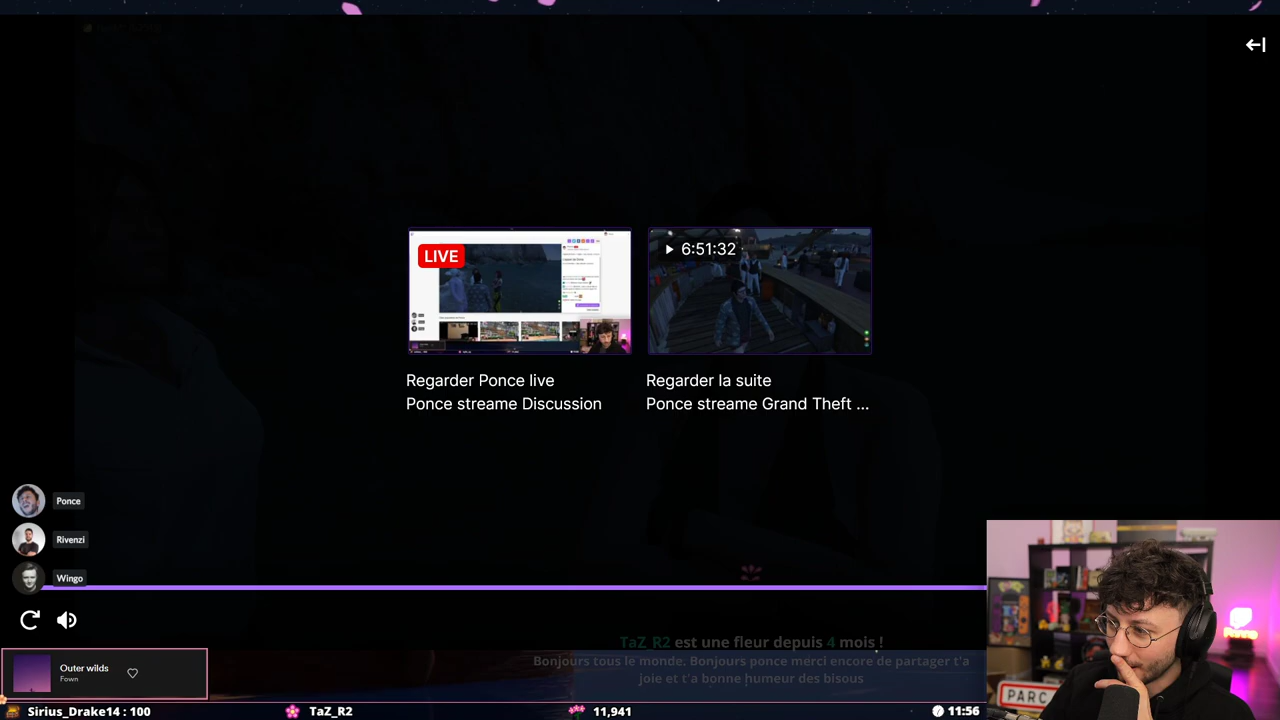 LIVE
6:51:32
Regarder Ponce live
Ponce streame Discussion
Regarder la suite
Ponce streame Grand Theft ...
Ponce
Rivenzi
Wingo
TaZ_R2 est une fleur depuis 4 mois !
Bonjours tous le monde. Bonjours ponce merci encore de partager t'a
joie et t'a bonne humeur des bisous
Outer wilds
Fown
PARC
Sirius_Drake14 : 100
TaZ_R2
11,941
11:56